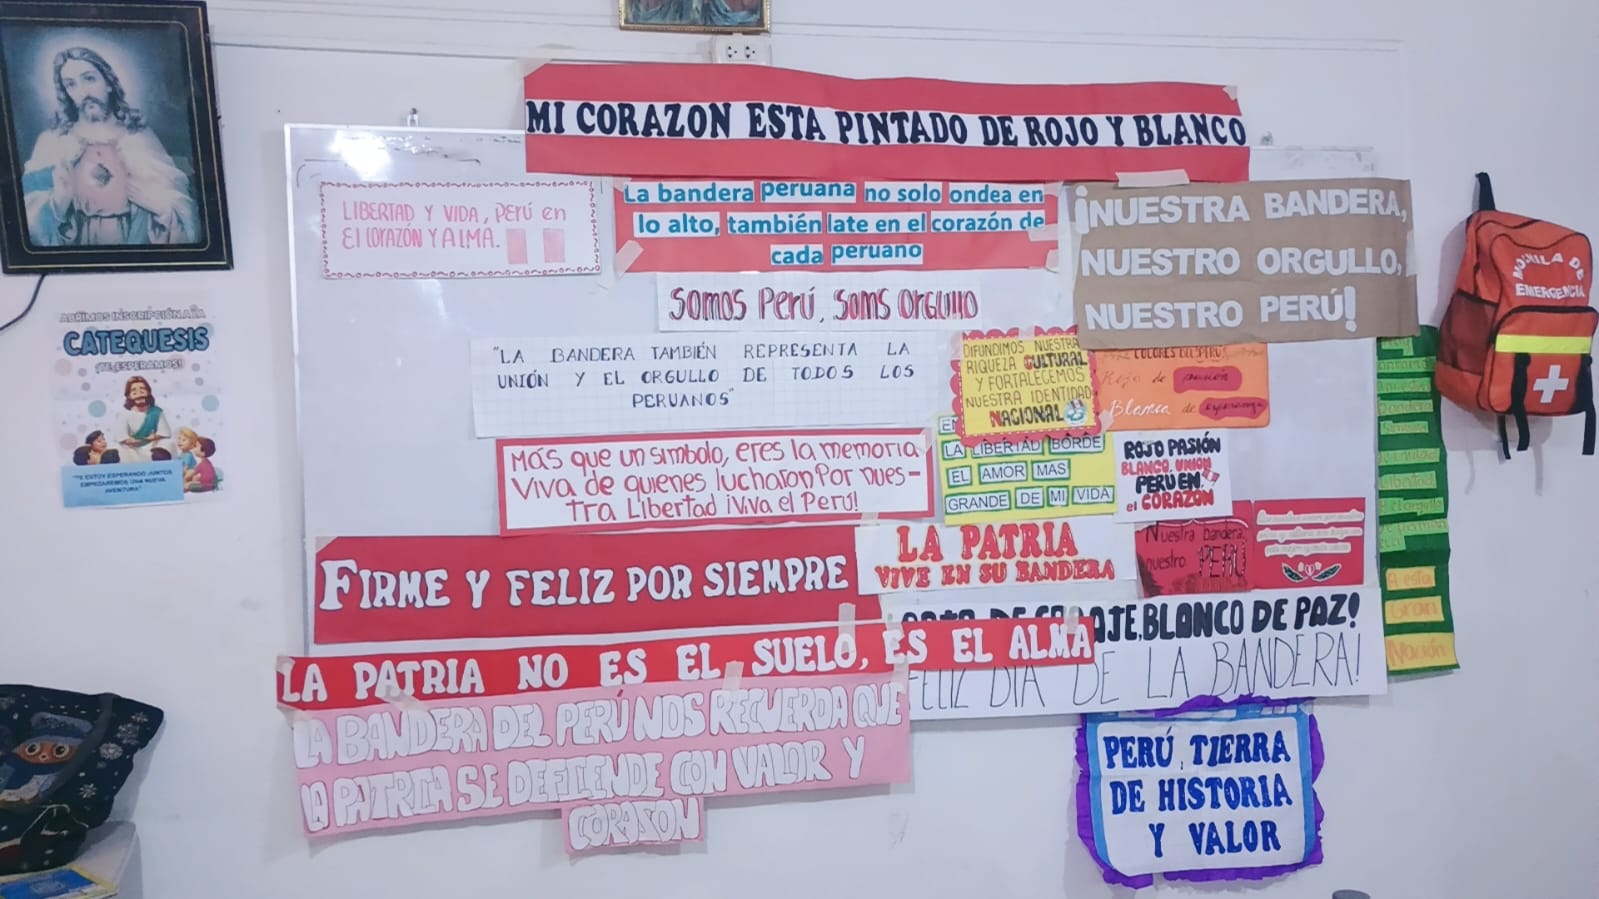 MI CORAZON ESTA PINTADO DE ROJO Y BLANCO
LIBERTAD Y VIDA, PERÚ en
El CORAZÓN Y ALMA.
La bandera peruana no solo ondea en
lo alto, también late en el corazón de
cada peruano
¡NUESTRA BANDERA,
NUESTRO ORGULLO,
NUESTRO PERÚ!
MOCHILA DE
EMERGENCIA
SOMOS PERÚ, SOMS ORGULLO
ABRIMOS INSCRIPCIÓN
CATEQUESIS
¡TE ESPERAMOS!
"TE ESTOY ESPERANDO JUNTOS
EMPEZAREMOS UNA NUEVA
AVENTURA"
"LA BANDERA TAMBIÉN REPRESENTA LA
UNIÓN Y EL ORGULLO DE TODOS LOS
PERUANOS"
DIFUNDIMOS NUESTRA
RIQUEZA CULTURAL
Y FORTALECEMOS
NUESTRA IDENTIDAD
NACIONAL
COLORES DEL PERÚ
Rojo de pasión
Blanca de esperanza
Más que un símbolo, eres la memoria
Viva de quienes lucharon Por nues-
tra Libertad ¡Viva el Perú!
EN
LA LIBERTAD BORDE
EL AMOR MAS
GRANDE DE MI VIDA
ROJO PASIÓN
BLANCO, UNION
PERU EN
el CORAZON
FIRME Y FELIZ POR SIEMPRE
LA PATRIA
VIVE EN SU BANDERA
Nuestra bandera,
nuestro PERÚ
bandera
Libertad
A esta
Gran
Nación
DE CORAJE, BLANCO DE PAZ!
FELIZ DIA DE LA BANDERA!
LA PATRIA NO ES EL SUELO, ES EL ALMA
LA BANDERA DEL PERÚ NOS RECUERDA QUE
LA PATRIA SE DEFIENDE CON VALOR Y
CORASON
PERÚ, TIERRA
DE HISTORIA
Y VALOR